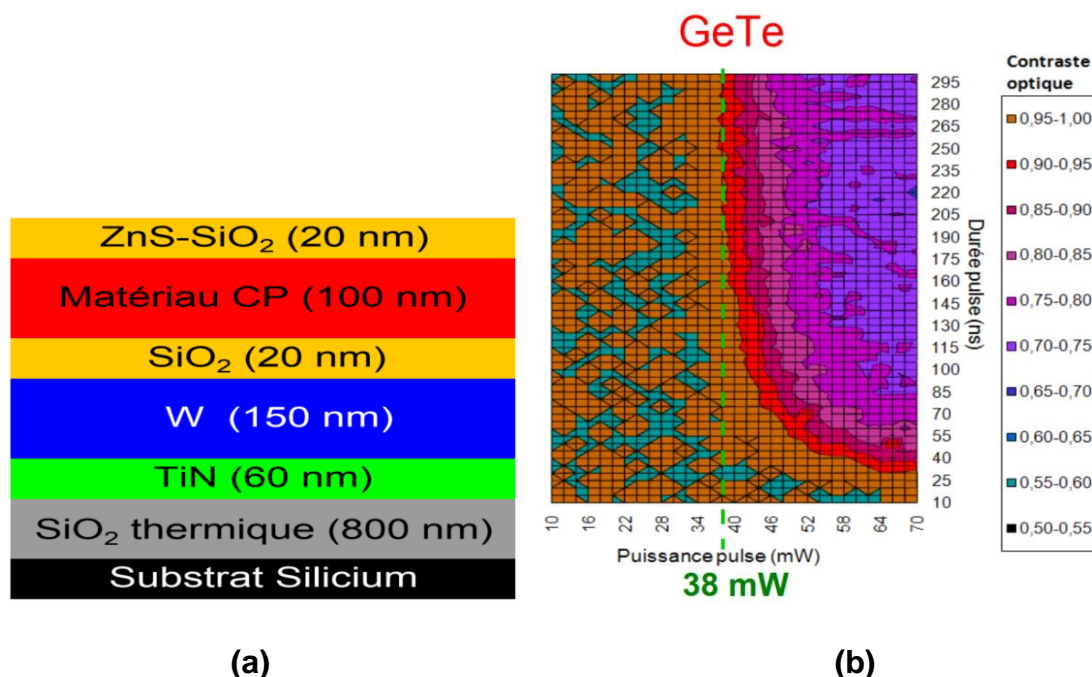 ZnS-SiO₂ (20 nm)
Matériau CP (100 nm)
SiO₂ (20 nm)
W (150 nm)
TiN (60 nm)
SiO₂ thermique (800 nm)
Substrat Silicium
(a)
GeTe
295
280
265
250
235
220
205
190
175
160
145
130
115
100
85
70
55
40
25
10
Durée pulse (ns)
10 16 22 28 34 40 46 52 58 64 70
Puissance pulse (mW)
38 mW
Contraste
optique
0,95-1,00
0,90-0,95
0,85-0,90
0,80-0,85
0,75-0,80
0,70-0,75
0,65-0,70
0,60-0,65
0,55-0,60
0,50-0,55
(b)